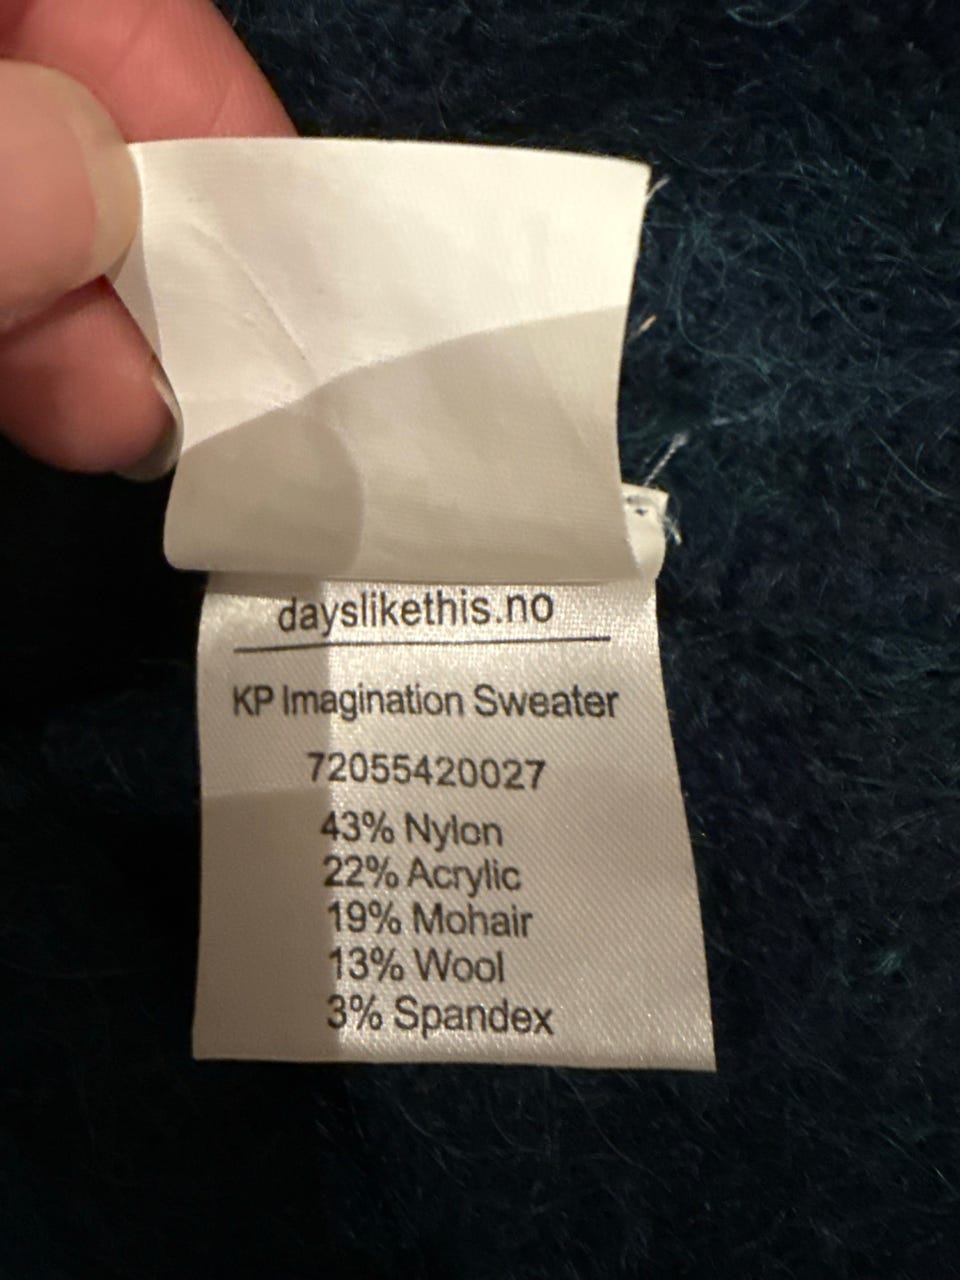 dayslikethis.no
KP Imagination Sweater
72055420027
43% Nylon
22% Acrylic
19% Mohair
13% Wool
3% Spandex